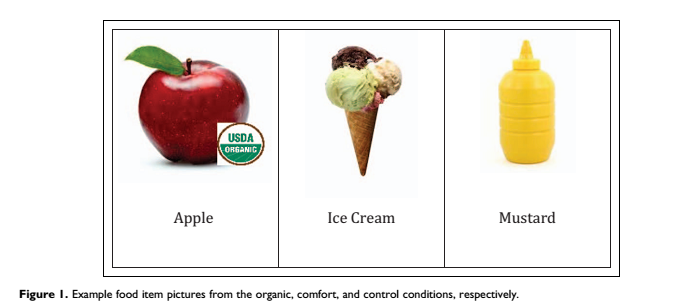 USDA
ORGANIC
Apple
Ice Cream
Mustard
Figure 1. Example food item pictures from the organic, comfort, and control conditions, respectively.